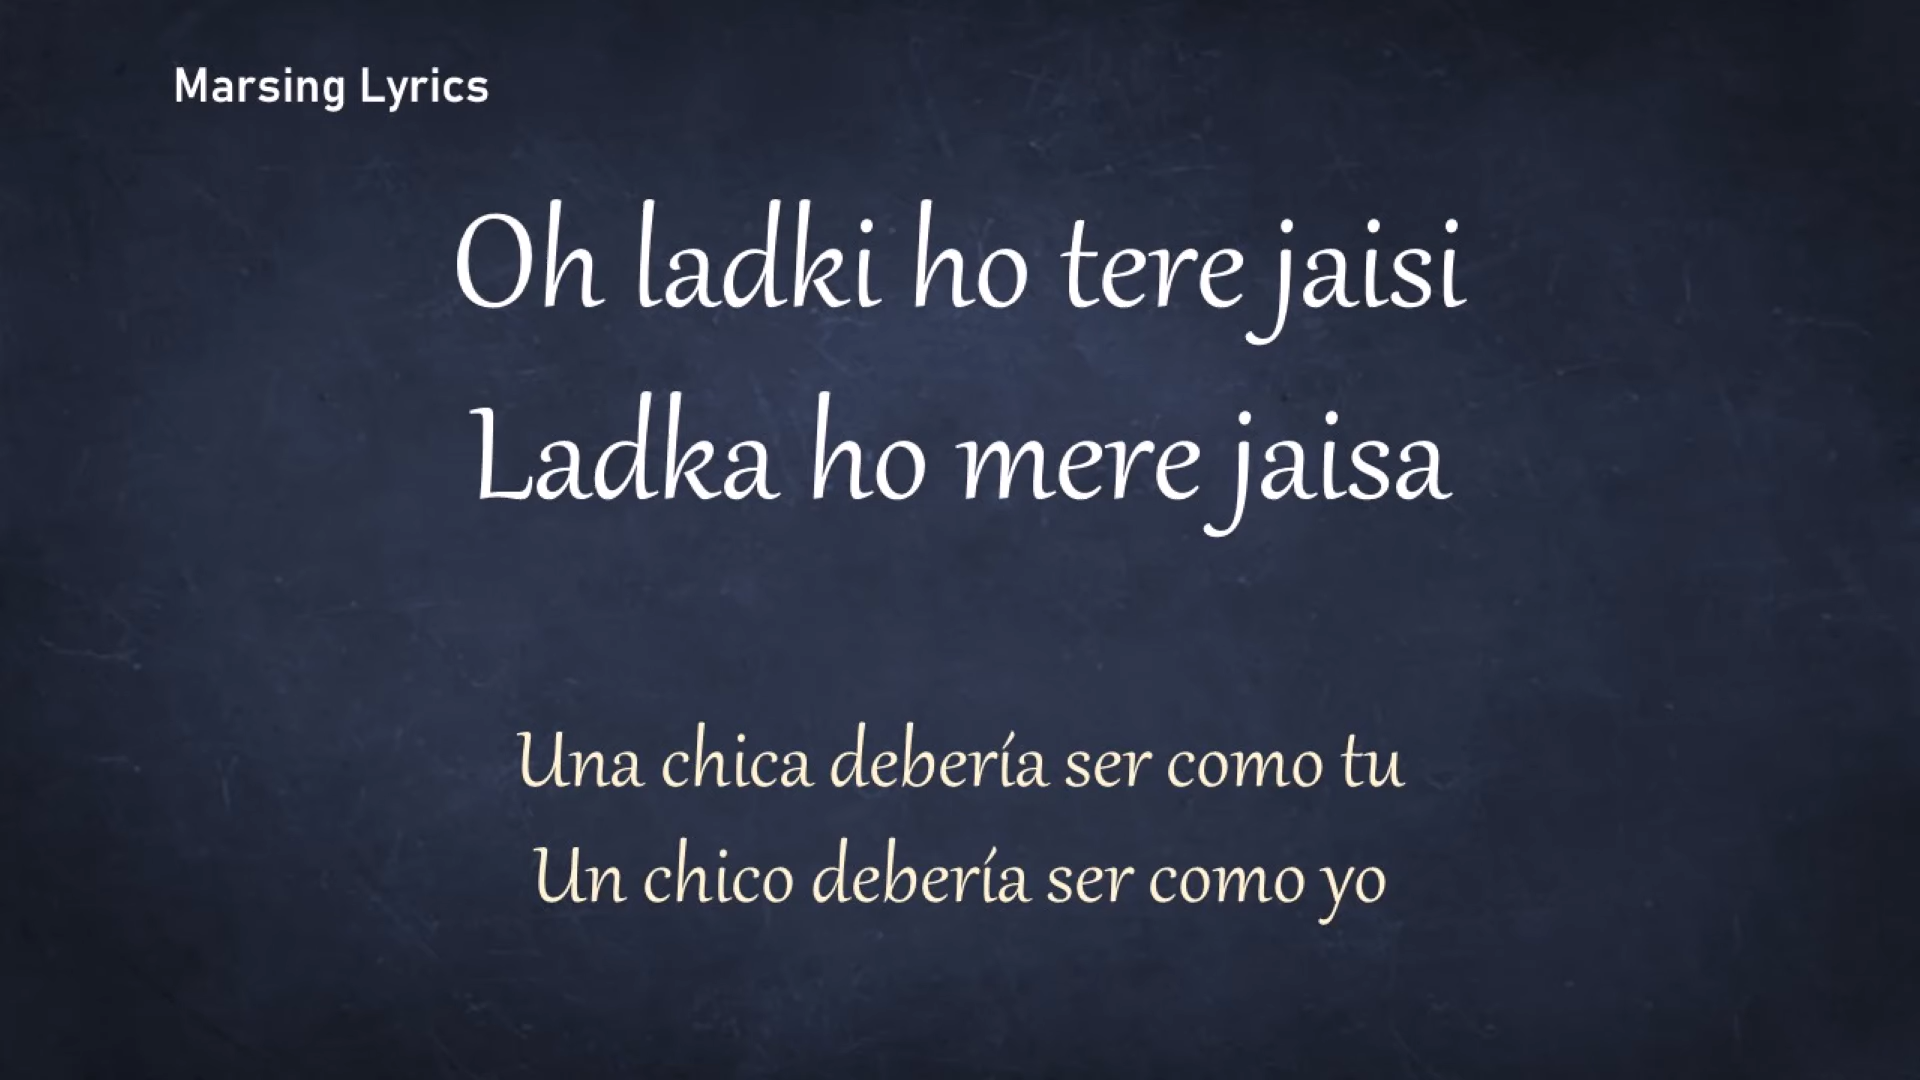 Marsing Lyrics
Oh ladki ho tere jaisi
Ladka ho mere jaisa
Una chica debería ser como tu
Un chico debería ser como yo